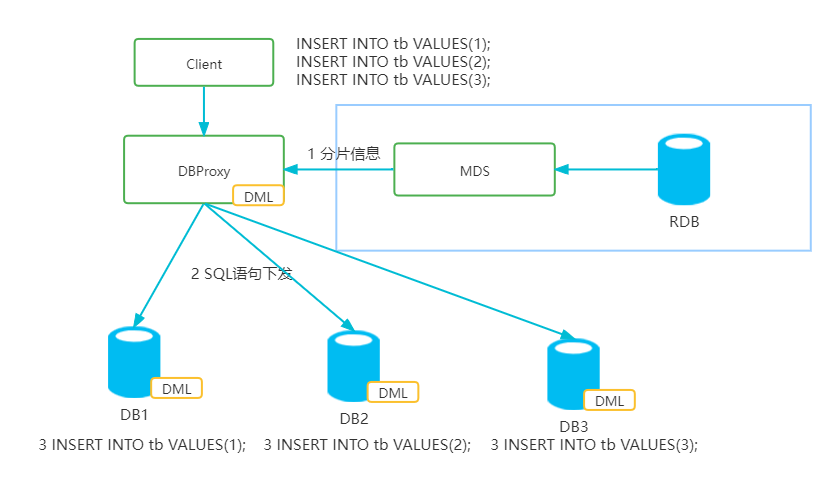 INSERT INTO tb VALUES(1);
INSERT INTO tb VALUES(2);
INSERT INTO tb VALUES(3);
Client
1 分片信息
DBProxy
MDS
DML
RDB
2 SQL语句下发
DML
DML
DML
DB1
DB2
DB3
3 INSERT INTO tb VALUES(1);
3 INSERT INTO tb VALUES(2);
3 INSERT INTO tb VALUES(3);